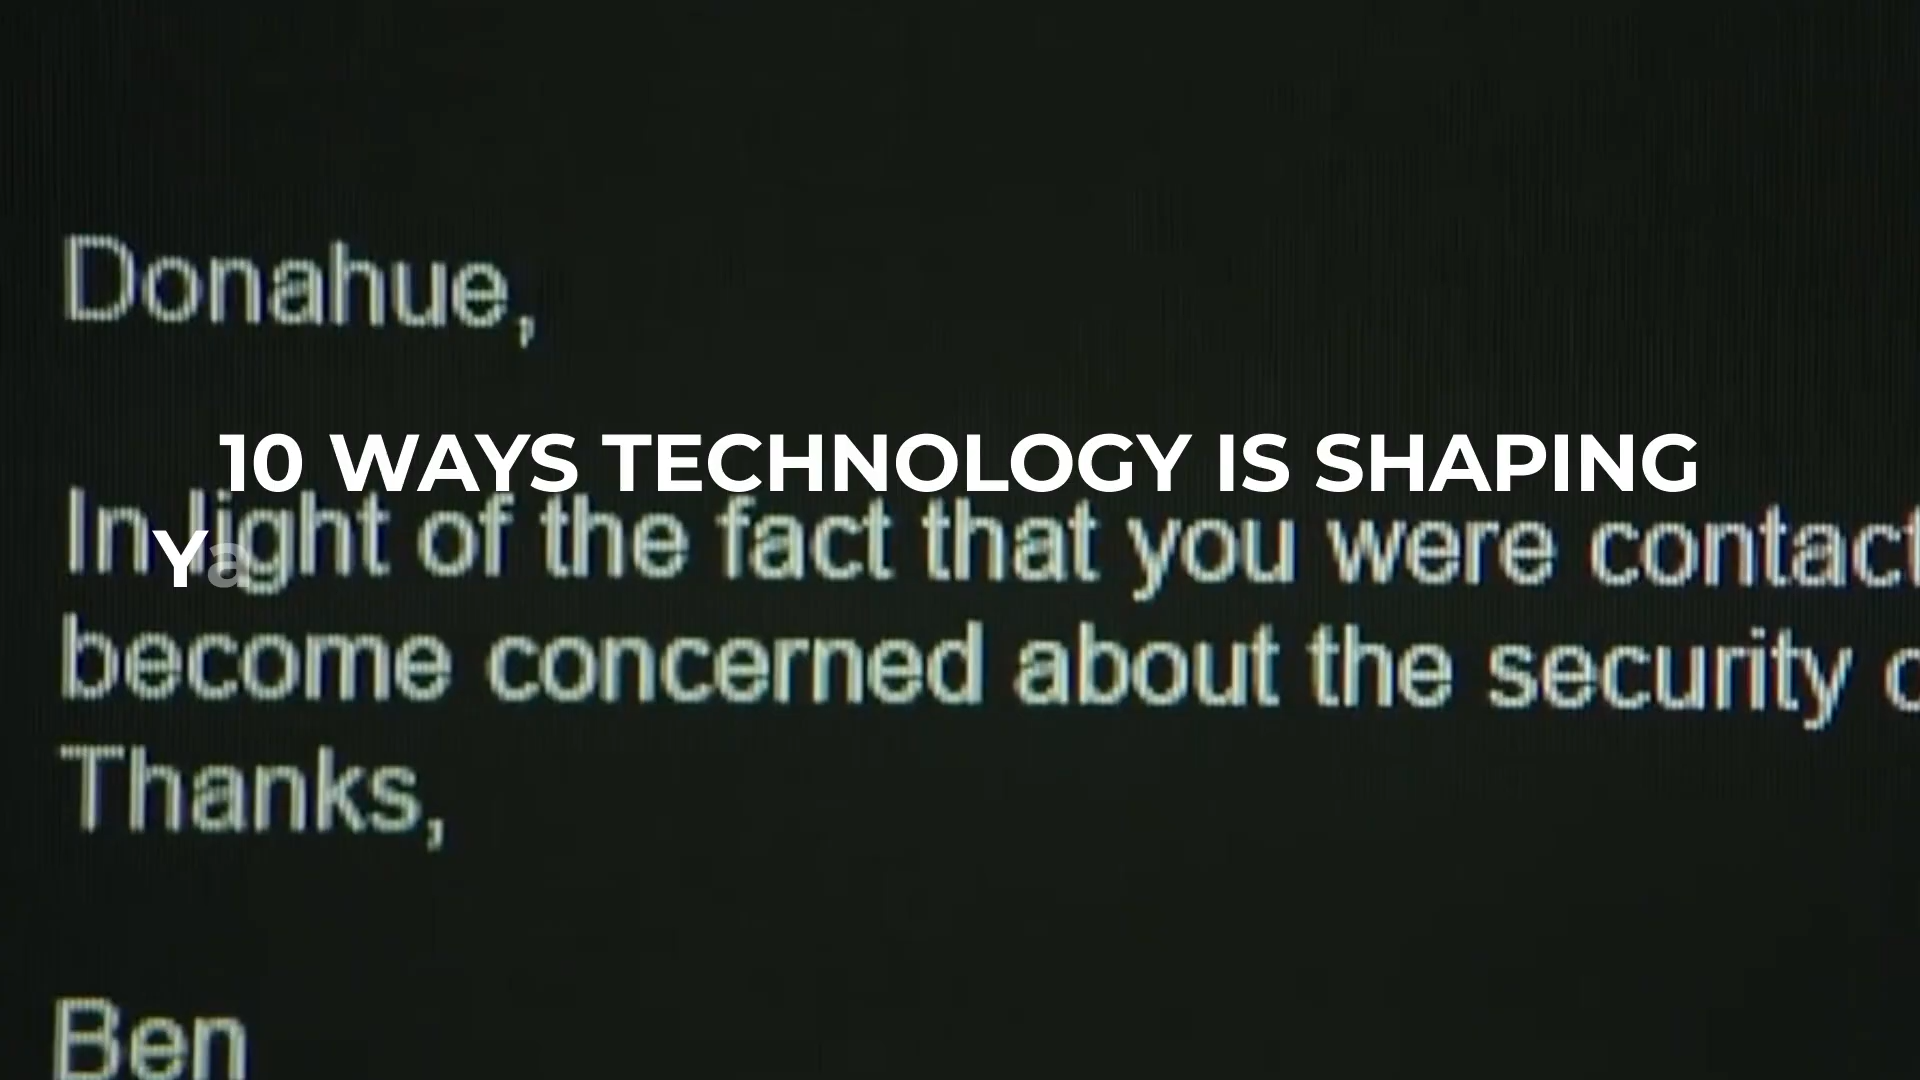 Donahue,
10 WAYS TECHNOLOGY IS SHAPING
Ya
In light of the fact that you were contact
become concerned about the security
Thanks,
Ben